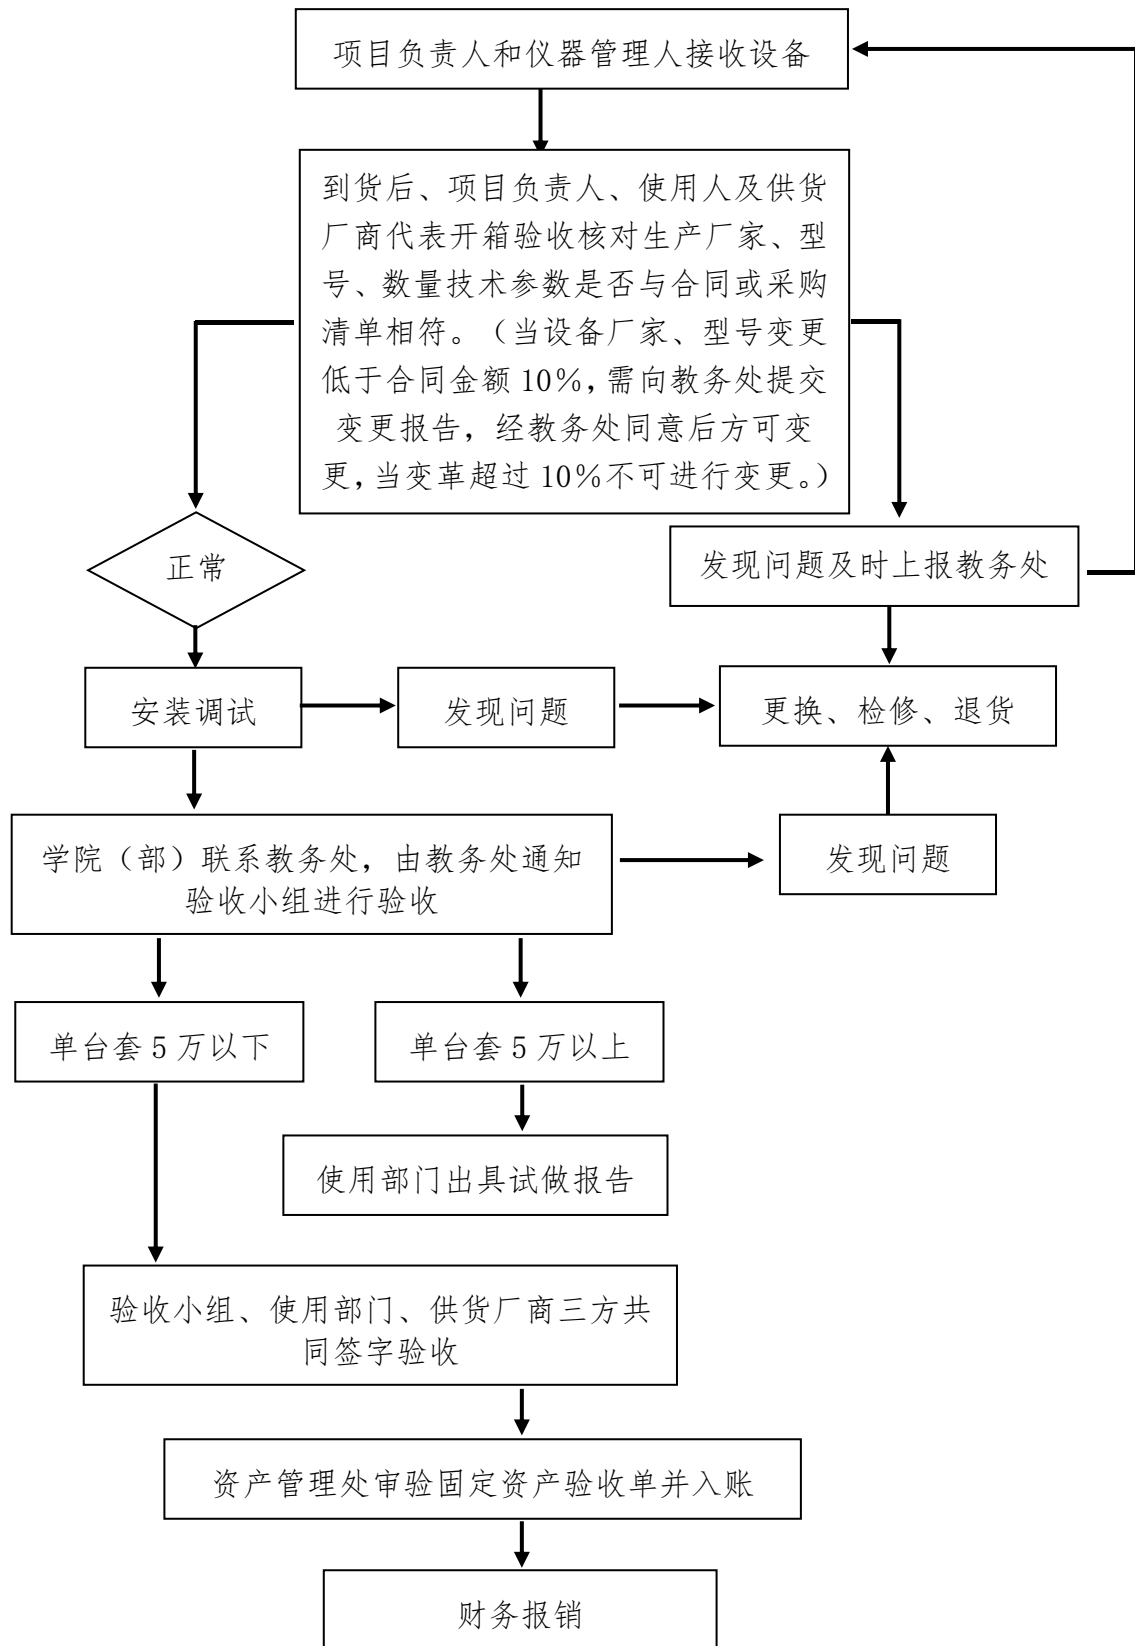 项目负责人和仪器管理人接收设备
到货后、项目负责人、使用人及供货
厂商代表开箱验收核对生产厂家、型
号、数量技术参数是否与合同或采购
清单相符。（当设备厂家、型号变更
低于合同金额 10%，需向教务处提交
变更报告，经教务处同意后方可变
更，当变革超过 10%不可进行变更。）
正常
发现问题及时上报教务处
安装调试
发现问题
更换、检修、退货
学院（部）联系教务处，由教务处通知
验收小组进行验收
发现问题
单台套 5 万以下
单台套 5 万以上
使用部门出具试做报告
验收小组、使用部门、供货厂商三方共
同签字验收
资产管理处审验固定资产验收单并入账
财务报销